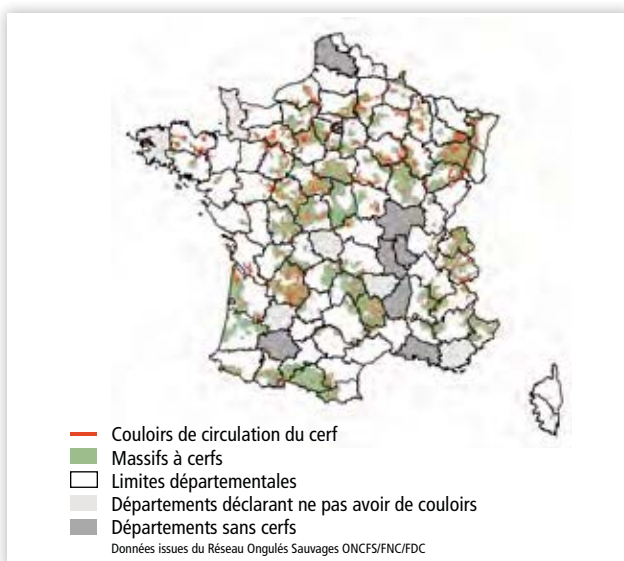 Couloirs de circulation du cerf
Massifs à cerfs
Limites départementales
Départements déclarant ne pas avoir de couloirs
Départements sans cerfs
Données issues du Réseau Ongulés Sauvages ONCFS/FNC/FDC